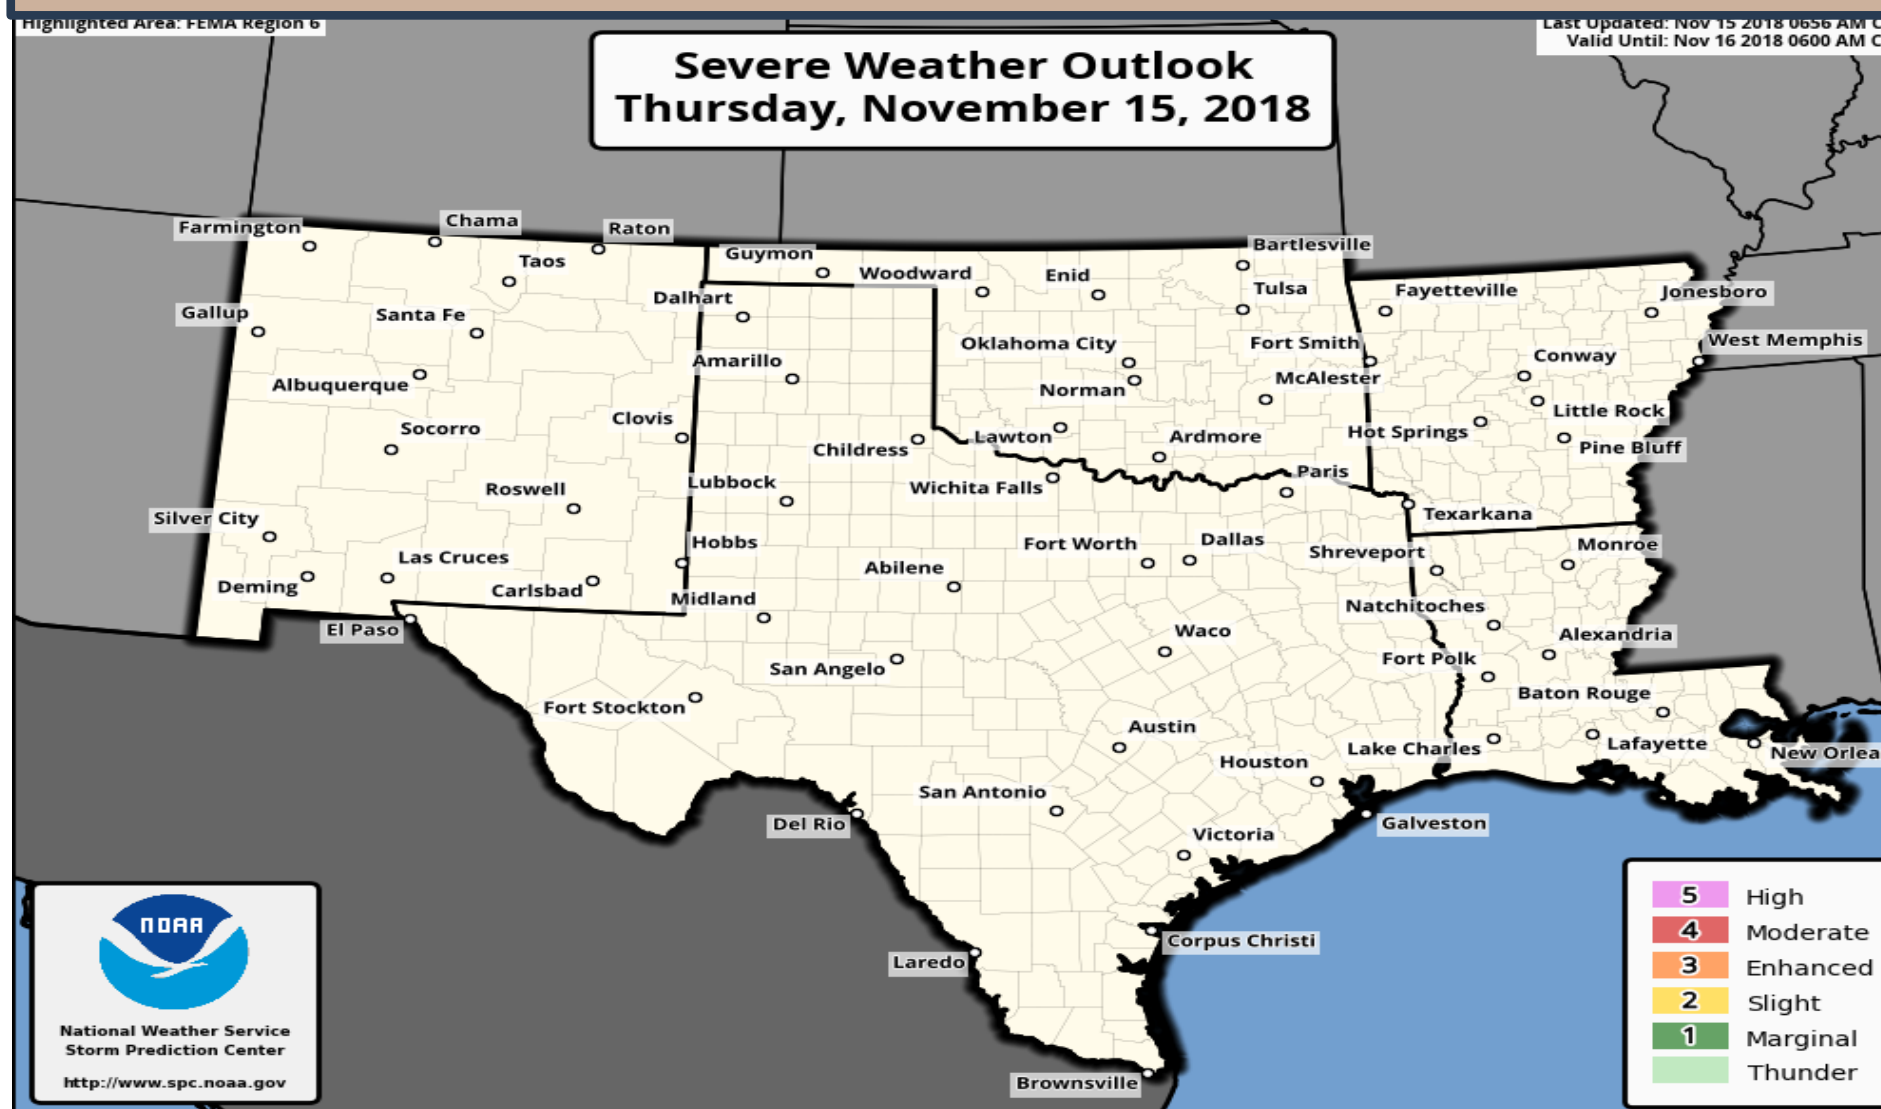 Highlighted Area: FEMA Region 6
Last Updated: Nov 15 2018 0656 AM C
Valid Until: Nov 16 2018 0600 AM C
Severe Weather Outlook
Thursday, November 15, 2018
Farmington
Chama
Raton
Taos
Guymon
Woodward
Enid
Bartlesville
Gallup
Santa Fe
Dalhart
Tulsa
Fayetteville
Jonesboro
Albuquerque
Amarillo
Oklahoma City
Fort Smith
Conway
West Memphis
Norman
McAlester
Socorro
Clovis
Childress
Lawton
Ardmore
Hot Springs
Little Rock
Pine Bluff
Roswell
Lubbock
Wichita Falls
Paris
Texarkana
Silver City
Las Cruces
Hobbs
Fort Worth
Dallas
Shreveport
Monroe
Deming
Carlsbad
Midland
Abilene
Natchitoches
El Paso
Waco
Alexandria
San Angelo
Fort Polk
Fort Stockton
Baton Rouge
Austin
Houston
Lake Charles
Lafayette
New Orlea
San Antonio
Del Rio
Victoria
Galveston
Corpus Christi
Laredo
Brownsville
NOAA
National Weather Service
Storm Prediction Center
http://www.spc.noaa.gov
5 High
4 Moderate
3 Enhanced
2 Slight
1 Marginal
Thunder